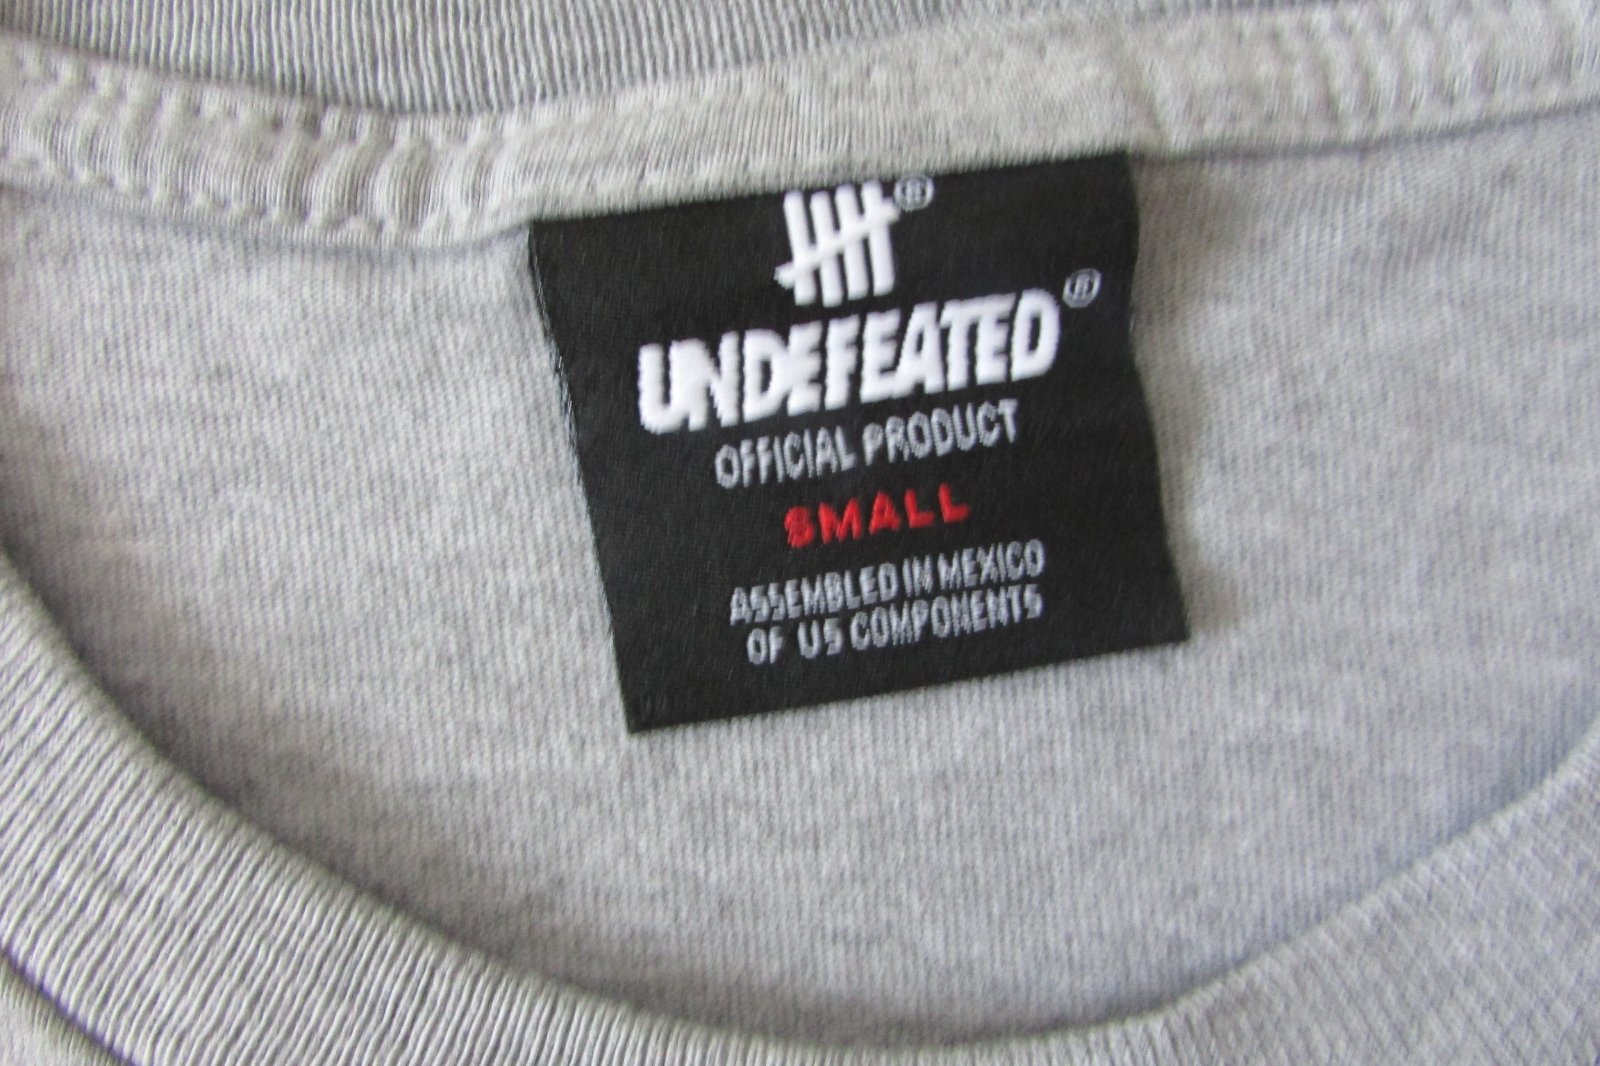 ®
UNDEFEATED®
OFFICIAL PRODUCT
SMALL
ASSEMBLED IN MEXICO
OF US COMPONENTS